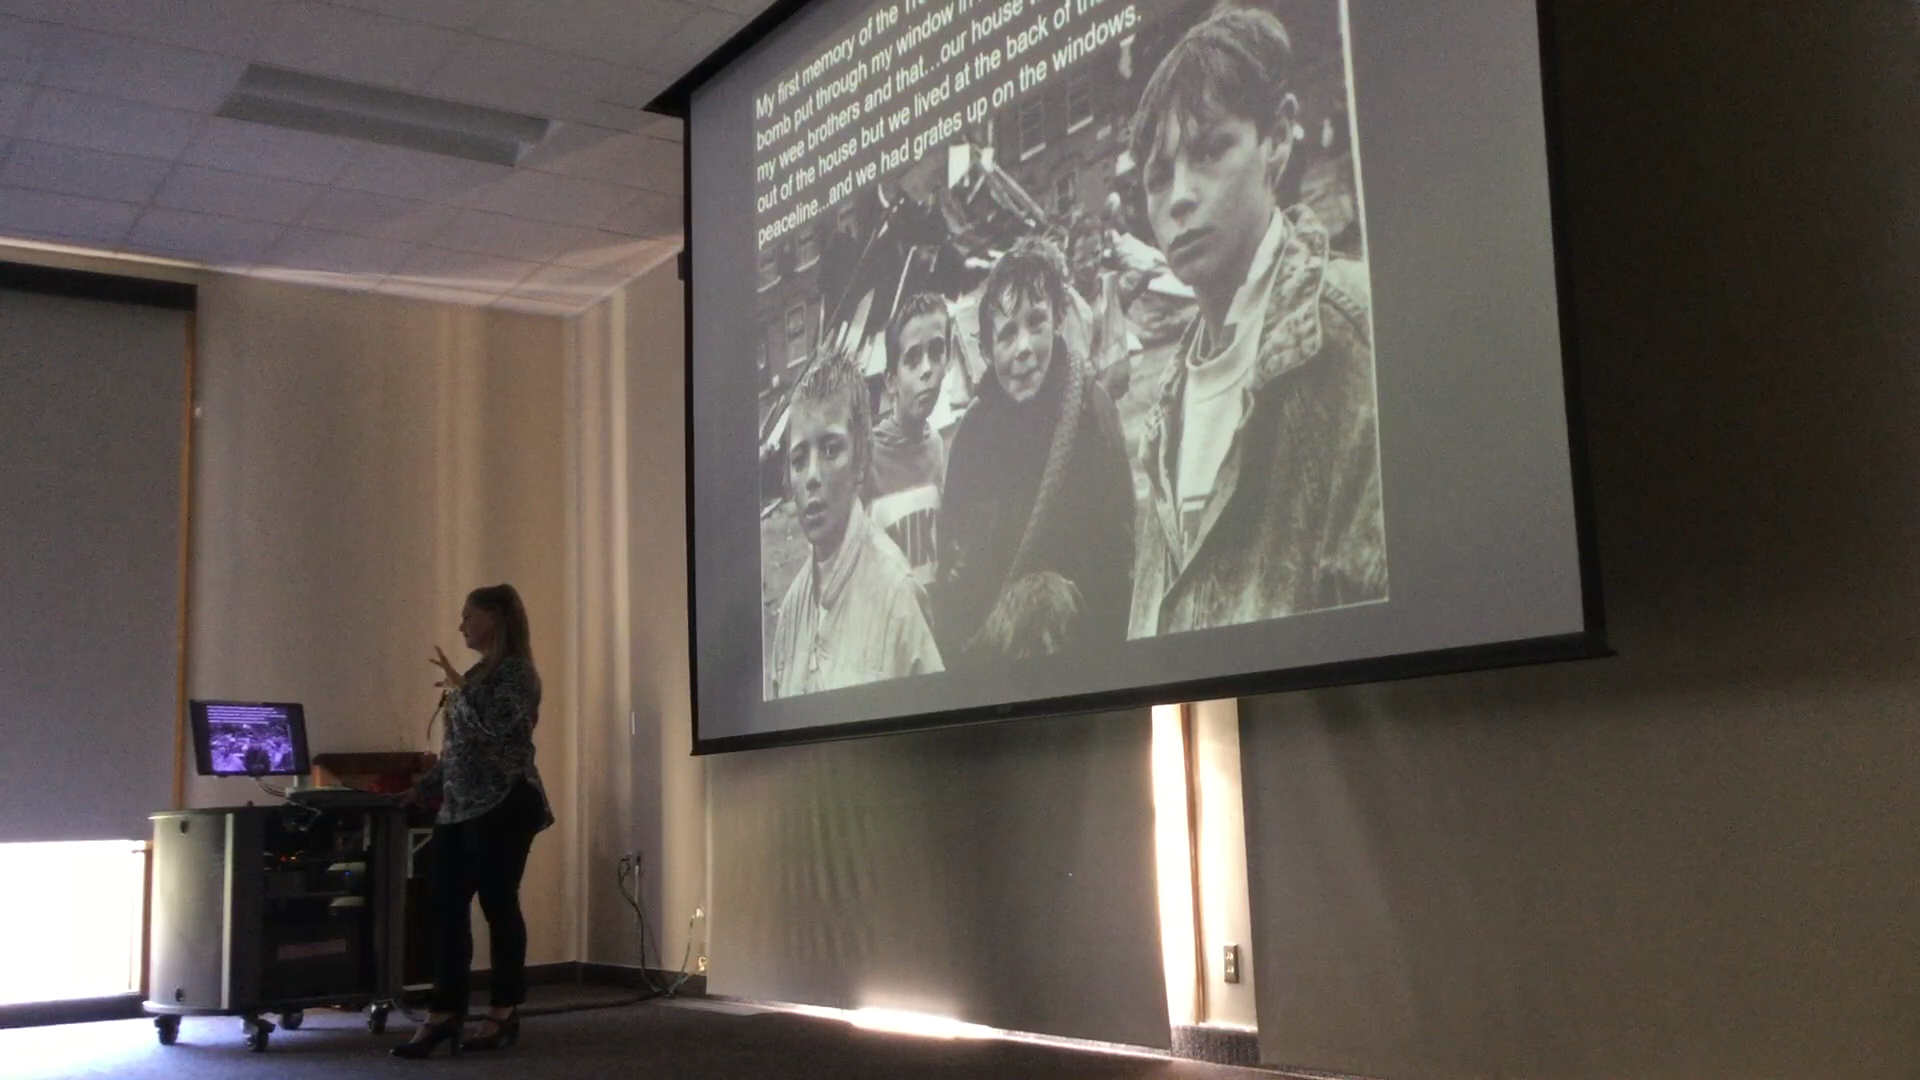 My first memory of the
bomb put through my window in
my wee brothers and that...our house
out of the house but we lived at the back of the
peaceline...and we had grates up on the windows.